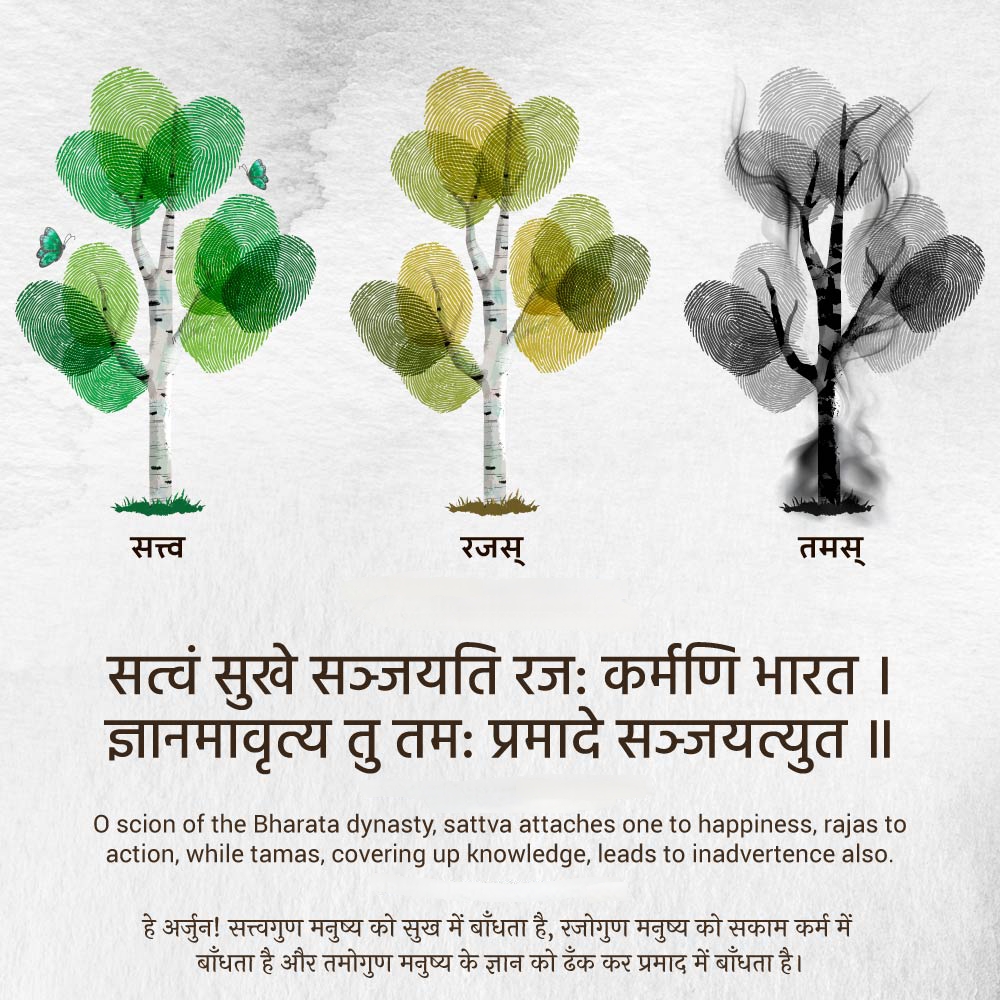 सत्त्व
रजस्
तमस्
सत्वं सुखे सञ्जयति रज: कर्मणि भारत ।
ज्ञानमावृत्य तु तम: प्रमादे सञ्जयत्युत ॥
O scion of the Bharata dynasty, sattva attaches one to happiness, rajas to
action, while tamas, covering up knowledge, leads to inadvertence also.
हे अर्जुन! सत्त्वगुण मनुष्य को सुख में बाँधता है, रजोगुण मनुष्य को सकाम कर्म में
बाँधता है और तमोगुण मनुष्य के ज्ञान को ढँक कर प्रमाद में बाँधता है।